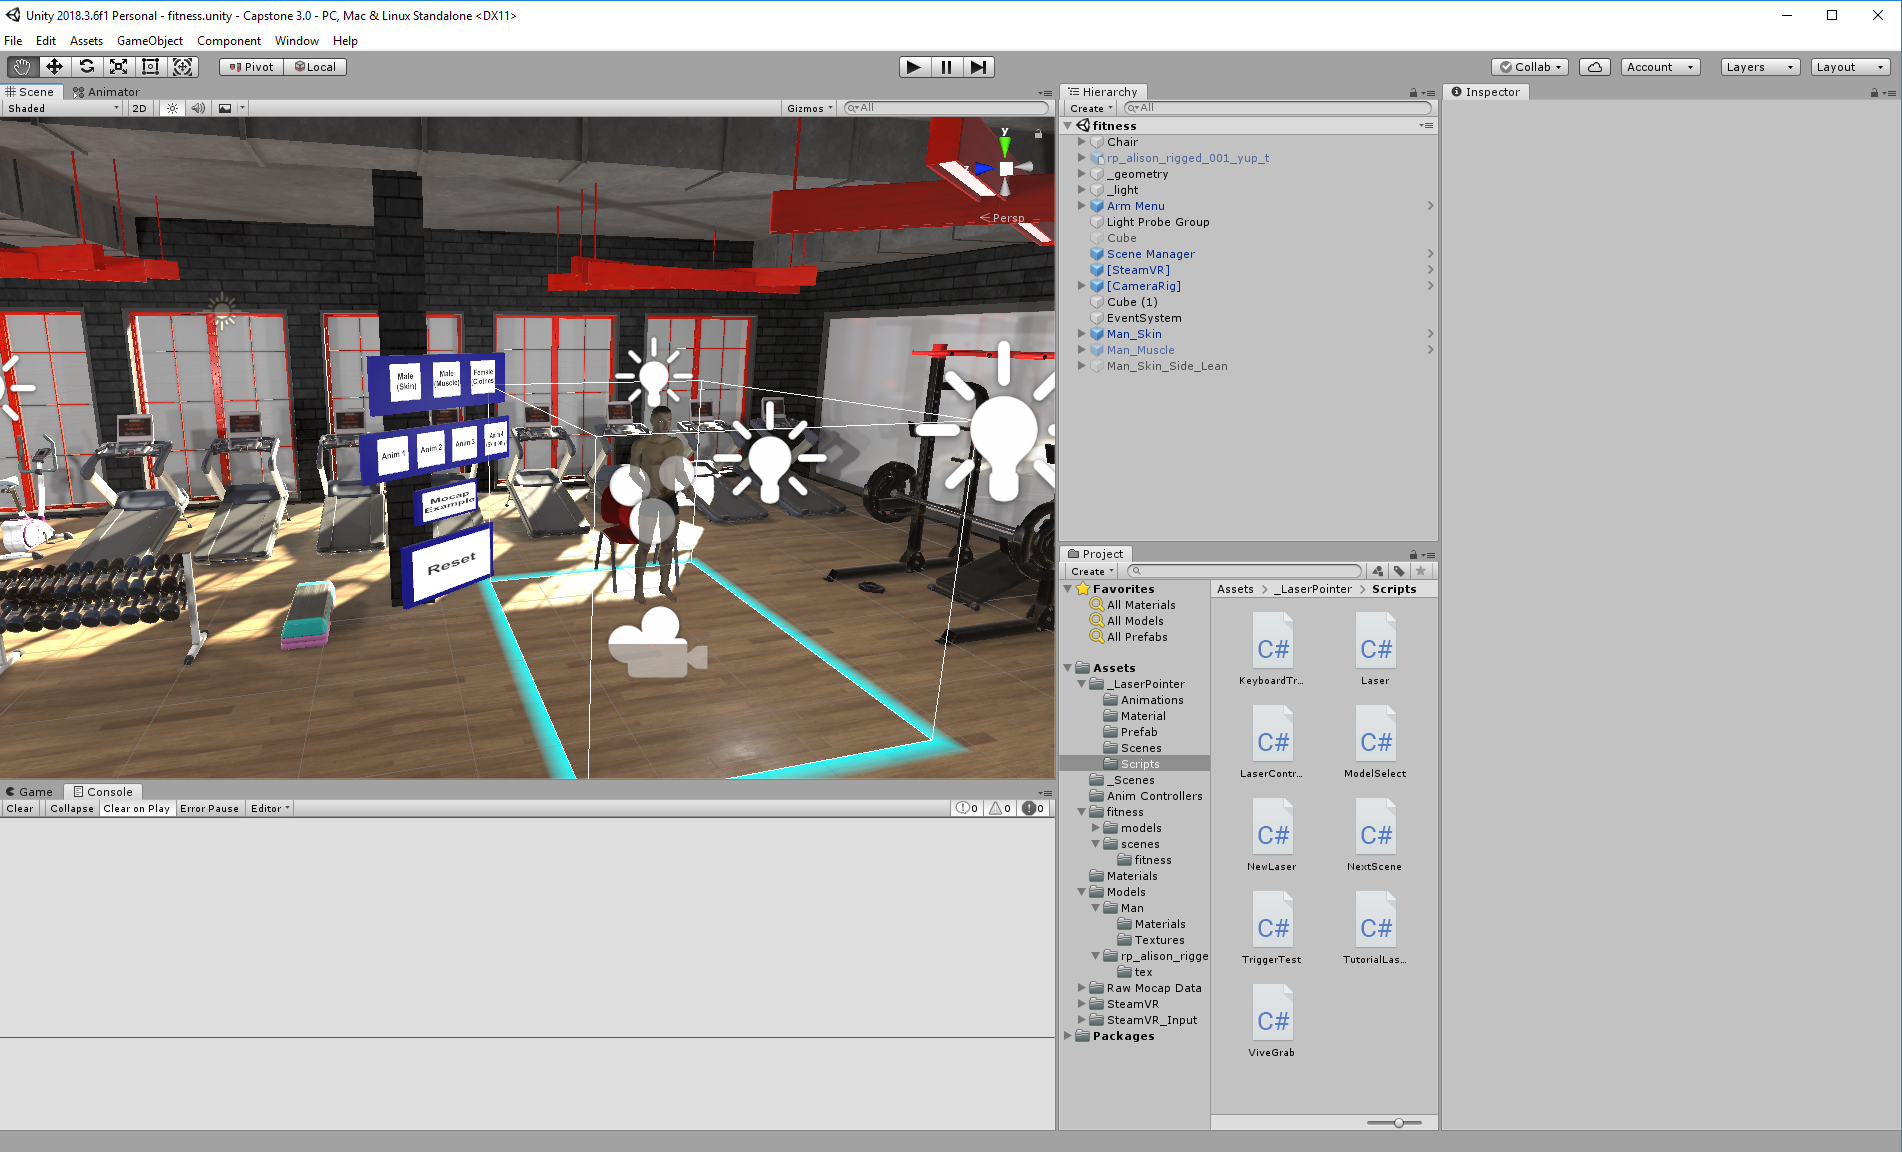 Unity 2018.3.6f1 Personal - fitness.unity - Capstone 3.0 - PC, Mac & Linux Standalone <DX11>
File Edit Assets GameObject Component Window Help
Pivot Local Collab Account Layers Layout
Scene Animator
Shaded 2D Gizmos All
y
Persp
Male (Skin)
Male (Muscle)
Female (Clothes)
Anim 1
Anim 2
Anim 3
Mocap
Example
Reset
Game Console
Clear Collapse Clear on Play Error Pause Editor 0 0 0
Hierarchy
Create All
fitness
Chair
rp_alison_rigged_001_yup_t
_geometry
_light
Arm Menu
Light Probe Group
Cube
Scene Manager
[SteamVR]
[CameraRig]
Cube (1)
EventSystem
Man_Skin
Man_Muscle
Man_Skin_Side_Lean
Project
Create
Favorites
All Materials
All Models
All Prefabs
Assets
_LaserPointer
Animations
Material
Prefab
Scenes
Scripts
_Scenes
Anim Controllers
fitness
models
scenes
fitness
Materials
Models
Man
Materials
Textures
rp_alison_rigge
tex
Raw Mocap Data
SteamVR
SteamVR_Input
Packages
Assets > _LaserPointer > Scripts
C# C#
KeyboardTr... Laser
C# C#
LaserContr... ModelSelect
C# C#
NewLaser NextScene
C# C#
TriggerTest TutorialLas...
C#
ViveGrab
Inspector